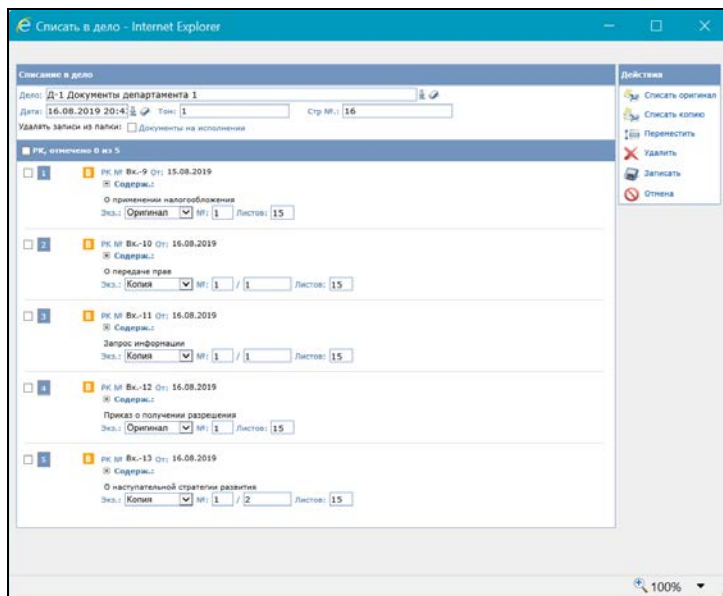 Списать в дело - Internet Explorer
Списание в дело
Дело: Д-1 Документы департамента 1
Дата: 16.08.2019 20:4 Том: 1 Стр №.: 16
Удалять записи из папки: Документы на исполнении
РК, отмечено 0 из 5
1 В РК № Вх.-9 От: 15.08.2019
Содерж.:
О применении налогообложения
Экз.: Оригинал №: 1 Листов: 15
2 В РК № Вх.-10 От: 16.08.2019
Содерж.:
О передаче прав
Экз.: Копия №: 1 / 1 Листов: 15
3 В РК № Вх.-11 От: 16.08.2019
Содерж.:
Запрос информации
Экз.: Копия №: 1 / 1 Листов: 15
4 В РК № Вх.-12 От: 16.08.2019
Содерж.:
Приказ о получении разрешения
Экз.: Оригинал №: 1 Листов: 15
5 В РК № Вх.-13 От: 16.08.2019
Содерж.:
О наступательной стратегии развития
Экз.: Копия №: 1 / 2 Листов: 15
Действия
Списать оригинал
Списать копию
Переместить
Удалить
Записать
Отмена
100%